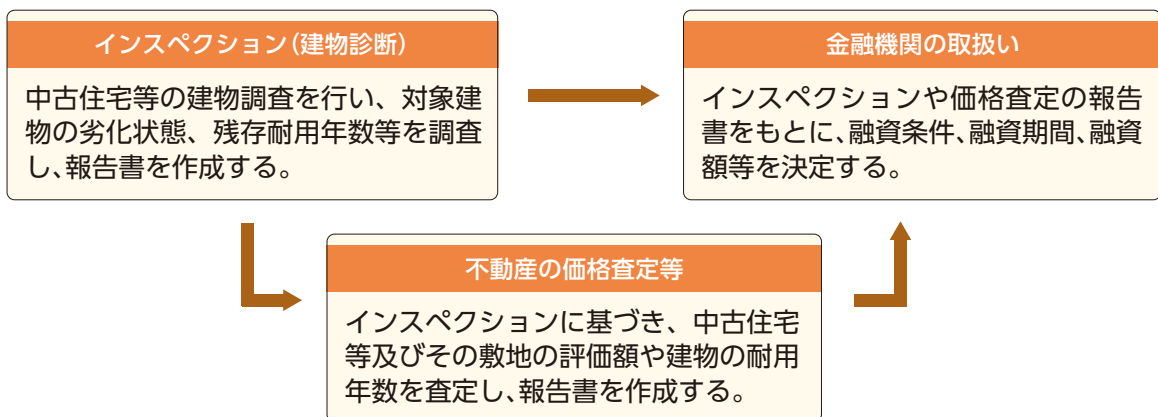 インスペクション(建物診断)
中古住宅等の建物調査を行い、対象建
物の劣化状態、残存耐用年数等を調査
し、報告書を作成する。
金融機関の取扱い
インスペクションや価格査定の報告
書をもとに、融資条件、融資期間、融資
額等を決定する。
不動産の価格査定等
インスペクションに基づき、中古住宅
等及びその敷地の評価額や建物の耐用
年数を査定し、報告書を作成する。